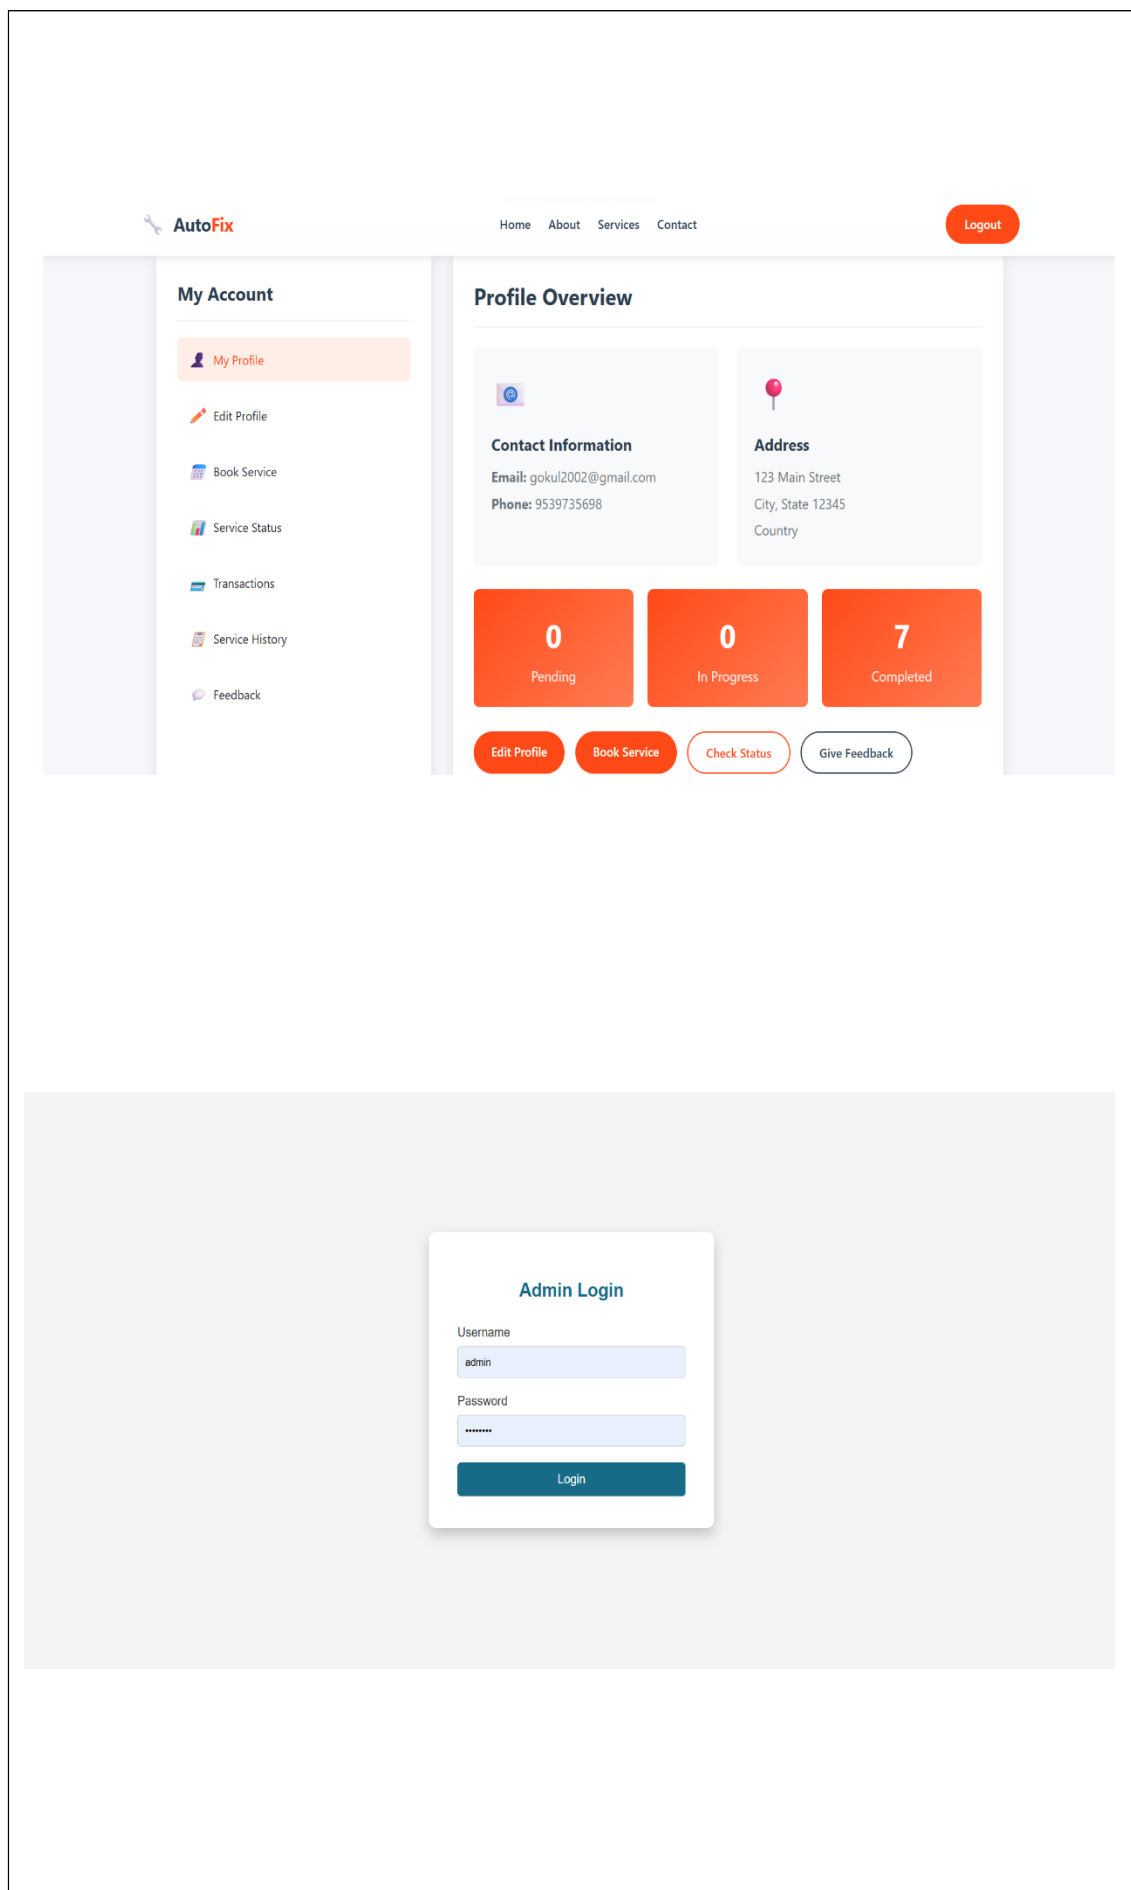 AutoFix
Home About Services Contact
Logout
My Account
My Profile
Edit Profile
Book Service
Service Status
Transactions
Service History
Feedback
Profile Overview
Contact Information
Email: gokul2002@gmail.com
Phone: 9539735698
Address
123 Main Street
City, State 12345
Country
0
Pending
0
In Progress
7
Completed
Edit Profile
Book Service
Check Status
Give Feedback
Admin Login
Username
admin
Password
••••••••
Login